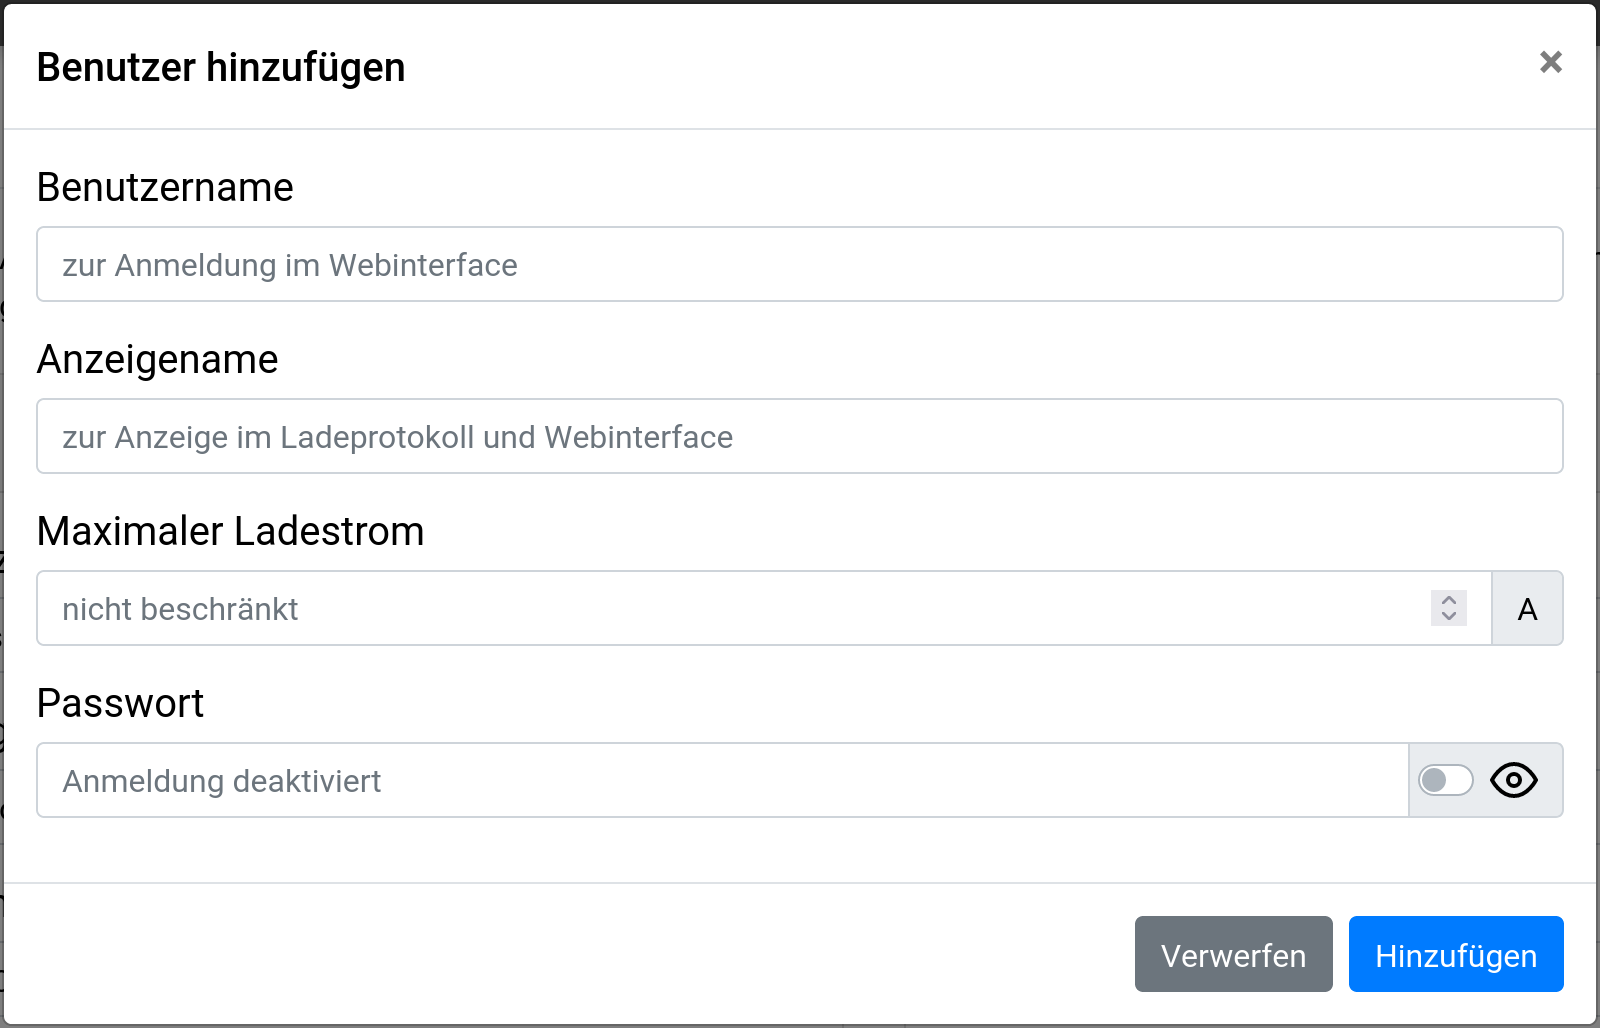 Benutzer hinzufügen
×
Benutzername
zur Anmeldung im Webinterface
Anzeigename
zur Anzeige im Ladeprotokoll und Webinterface
Maximaler Ladestrom
nicht beschränkt
A
Passwort
Anmeldung deaktiviert
Verwerfen
Hinzufügen